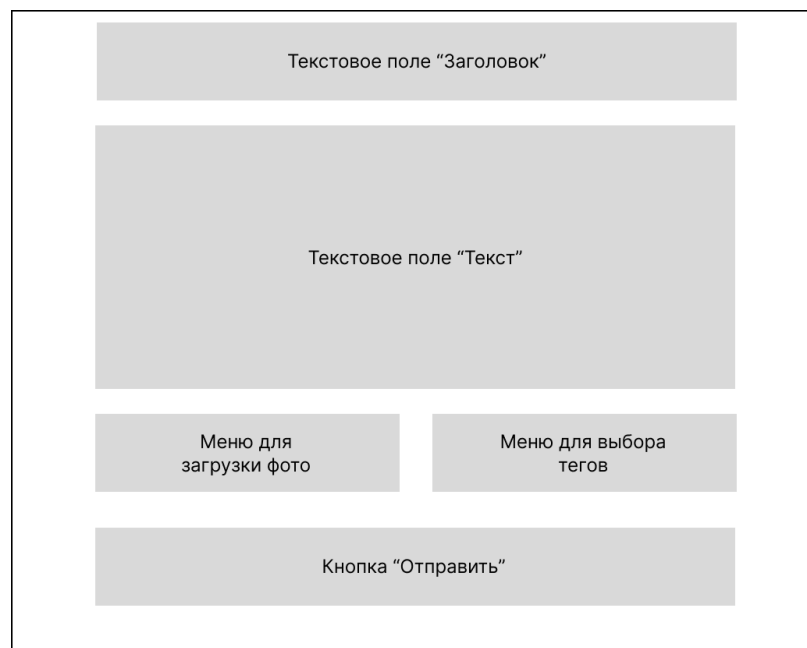 Текстовое поле “Заголовок”
Текстовое поле “Текст”
Меню для
загрузки фото
Меню для выбора
тегов
Кнопка “Отправить”